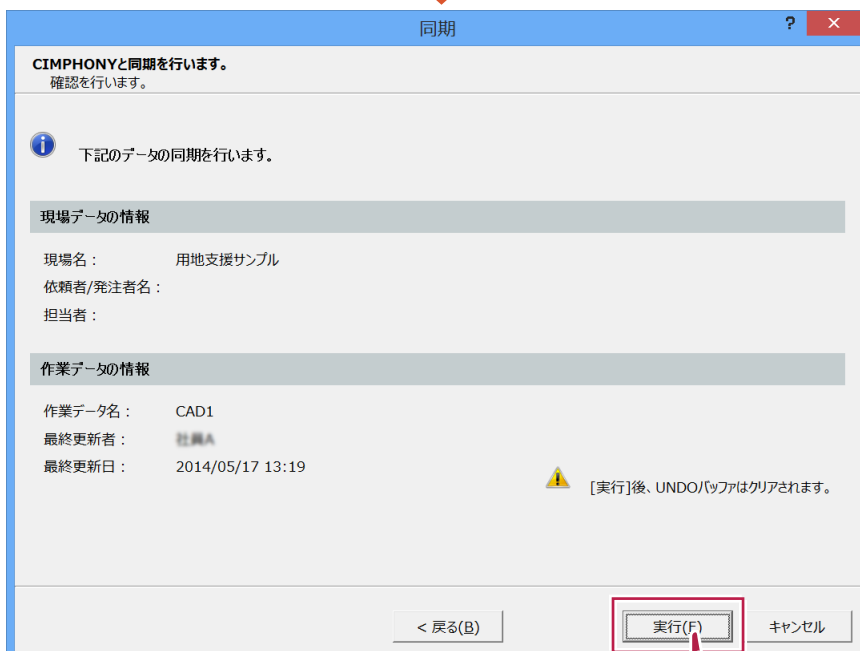 同期
?
CIMPHONYと同期を行います。
確認を行います。
下記のデータの同期を行います。
現場データの情報
現場名： 用地支援サンプル
依頼者/発注者名：
担当者：
作業データの情報
作業データ名： CAD1
最終更新者： 社員A
最終更新日： 2014/05/17 13:19
[実行]後、UNDOバッファはクリアされます。
< 戻る(B) 実行(F) キャンセル